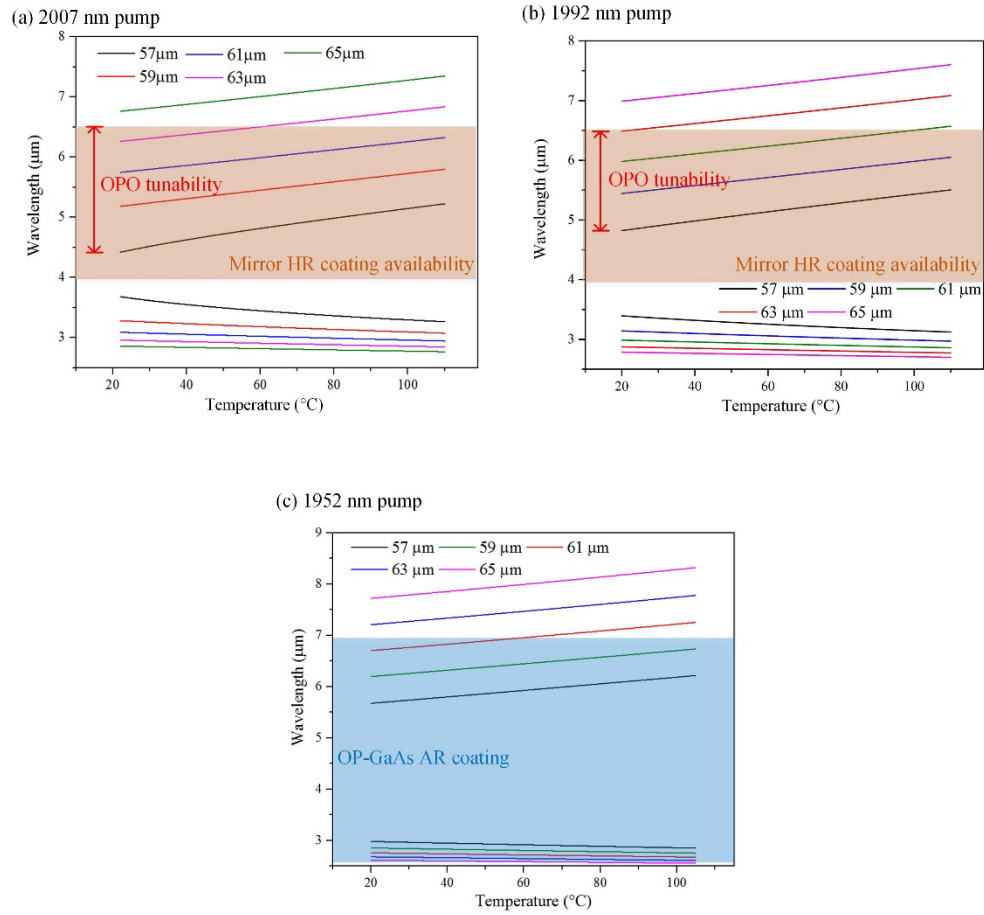 (a) 2007 nm pump
8
57μm 61μm 65μm
59μm 63μm
7
6
OPO tunability
5
Mirror HR coating availability
4
3
Wavelength (μm)
20 40 60 80 100
Temperature (°C)
(b) 1992 nm pump
8
7
6
OPO tunability
5
Mirror HR coating availability
4
57 μm 59 μm 61 μm
63 μm 65 μm
3
Wavelength (μm)
20 40 60 80 100
Temperature (°C)
(c) 1952 nm pump
9
57 μm 59 μm 61 μm
63 μm 65 μm
8
7
6
5
OP-GaAs AR coating
4
3
Wavelength (μm)
20 40 60 80 100
Temperature (°C)